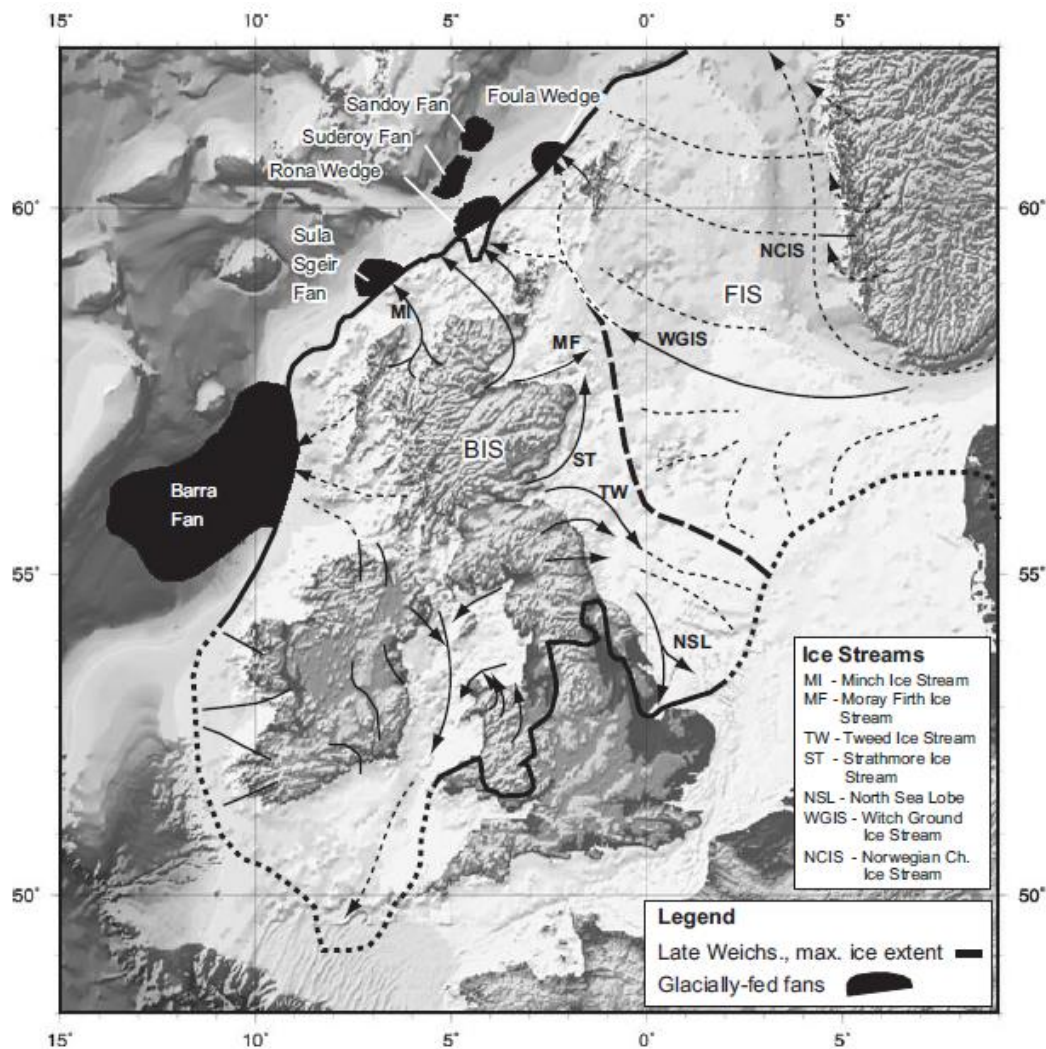 15°
10°
5°
0°
5°
Sandoy Fan
Foula Wedge
Suderoy Fan
Rona Wedge
60°
60°
Sula
Sgeir
Fan
NCIS
FIS
MI
MF
WGIS
BIS
ST
Barra
Fan
TW
55°
55°
NSL
Ice Streams
MI - Minch Ice Stream
MF - Moray Firth Ice
Stream
TW - Tweed Ice Stream
ST - Strathmore Ice
Stream
NSL - North Sea Lobe
WGIS - Witch Ground
Ice Stream
NCIS - Norwegian Ch.
Ice Stream
50°
50°
Legend
Late Weichs., max. ice extent
Glacially-fed fans
15°
10°
5°
0°
5°